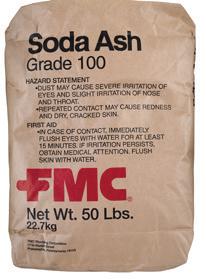 Soda Ash
Grade 100
HAZARD STATEMENT
•DUST MAY CAUSE SEVERE IRRITATION OF
EYES AND SLIGHT IRRITATION OF NOSE
AND THROAT.
•REPEATED CONTACT MAY CAUSE REDNESS
AND DRY, CRACKED SKIN.
FIRST AID
•IN CASE OF CONTACT, IMMEDIATELY
FLUSH EYES WITH WATER FOR AT LEAST
15 MINUTES. IF IRRITATION PERSISTS,
OBTAIN MEDICAL ATTENTION. FLUSH
SKIN WITH WATER.
FMC
Net Wt. 50 Lbs.
22.7kg